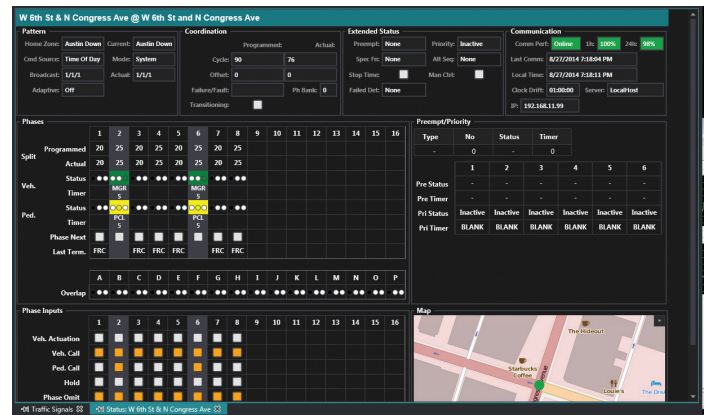 W 6th St & N Congress Ave @ W 6th St and N Congress Ave
Pattern
Home Zone: Austin Down Current: Austin Down
Cmd Source: Time Of Day Mode: System
Broadcast: 1/1/1 Actual: 1/1/1
Adaptive: Off
Coordination
Programmed: Actual:
Cycle: 90 76
Offset: 0 0
Failure/Fault: Ph Bank: 0
Transitioning:
Extended Status
Preempt: None Priority: Inactive
Spec Fn: None Alt Seq: None
Stop Time: Man Ctrl:
Failed Det: None
Communication
Comm Perf: Online 1h: 100% 24h: 98%
Last Comm: 8/27/2014 7:18:04 PM
Local Time: 8/27/2014 7:18:11 PM
Clock Drift: 01:00:00 Server: LocalHost
IP: 192.168.11.99
Phases
1 2 3 4 5 6 7 8 9 10 11 12 13 14 15 16
Split
Programmed 20 25 20 25 20 25 20 25
Actual 20 25 20 25 20 25 20 25
Veh.
Status
Timer MGR MGR
5 5
Ped.
Status
Timer PCL PCL
5 5
Phase Next
Last Term. FRC FRC FRC FRC FRC FRC
A B C D E F G H I J K L M N O P
Overlap
Preempt/Priority
Type No Status Timer
- 0 - 0
1 2 3 4 5 6
Pre Status - - - - - -
Pre Timer - - - - - -
Pri Status Inactive Inactive Inactive Inactive Inactive Inactive
Pri Timer BLANK BLANK BLANK BLANK BLANK BLANK
Phase Inputs
1 2 3 4 5 6 7 8 9 10 11 12 13 14 15 16
Veh. Actuation
Veh. Call
Ped. Call
Hold
Phase Omit
Map
The Hideout
Starbucks
Coffee
Louie's
The Dri
Traffic Signals
Status: W 6th St & N Congress Ave